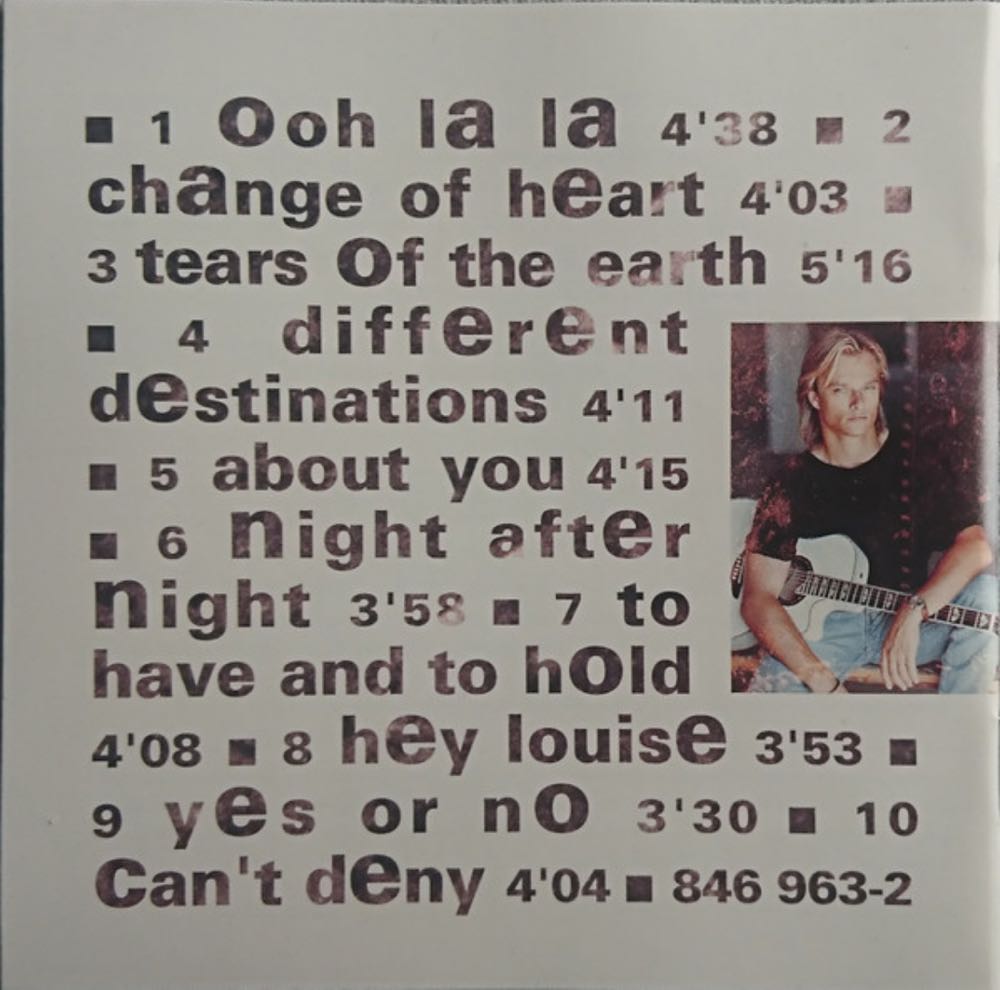 ■ 1 Ooh la la 4'38 ■ 2
change of heart 4'03 ■
3 tears Of the earth 5'16
■ 4 different
destinations 4'11
■ 5 about you 4'15
■ 6 night after
night 3'58 ■ 7 to
have and to hOld
4'08 ■ 8 hey louise 3'53 ■
9 yes or nO 3'30 ■ 10
Can't deny 4'04 ■ 846 963-2